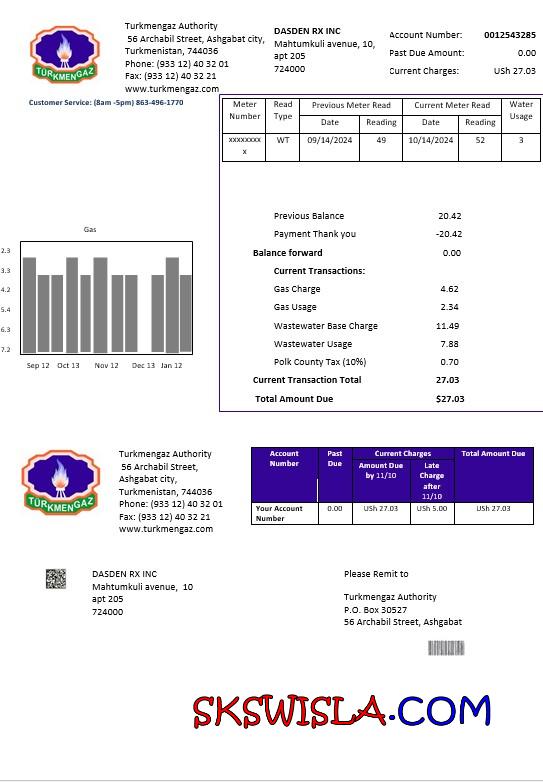 Turkmengaz Authority
56 Archabil Street, Ashgabat city,
Turkmenistan, 744036
Phone: (933 12) 40 32 01
Fax: (933 12) 40 32 21
www.turkmengaz.com
TÜRKMENGAZ
Customer Service: (8am -5pm) 863-496-1770
DASDEN RX INC
Mahtumkuli avenue, 10,
apt 205
724000
Account Number: 0012543285
Past Due Amount: 0.00
Current Charges: USh 27.03
Meter Number Read Type Previous Meter Read Current Meter Read Water Usage
Date Reading Date Reading
xxxxxxxx WT 09/14/2024 49 10/14/2024 52 3
x
Previous Balance 20.42
Payment Thank you -20.42
Balance forward 0.00
Current Transactions:
Gas Charge 4.62
Gas Usage 2.34
Wastewater Base Charge 11.49
Wastewater Usage 7.88
Polk County Tax (10%) 0.70
Current Transaction Total 27.03
Total Amount Due $27.03
Gas
2.3
3.3
4.2
5.4
6.3
7.2
Sep 12 Oct 13 Nov 12 Dec 13 Jan 12
TÜRKMENGAZ
Turkmengaz Authority
56 Archabil Street,
Ashgabat city,
Turkmenistan, 744036
Phone: (933 12) 40 32 01
Fax: (933 12) 40 32 21
www.turkmengaz.com
Account Number Past Due Current Charges Total Amount Due
Amount Due by 11/10 Late Charge after 11/10
Your Account Number 0.00 USh 27.03 USh 5.00 USh 27.03
DASDEN RX INC
Mahtumkuli avenue, 10
apt 205
724000
Please Remit to
Turkmengaz Authority
P.O. Box 30527
56 Archabil Street, Ashgabat
SKSWISLA.COM